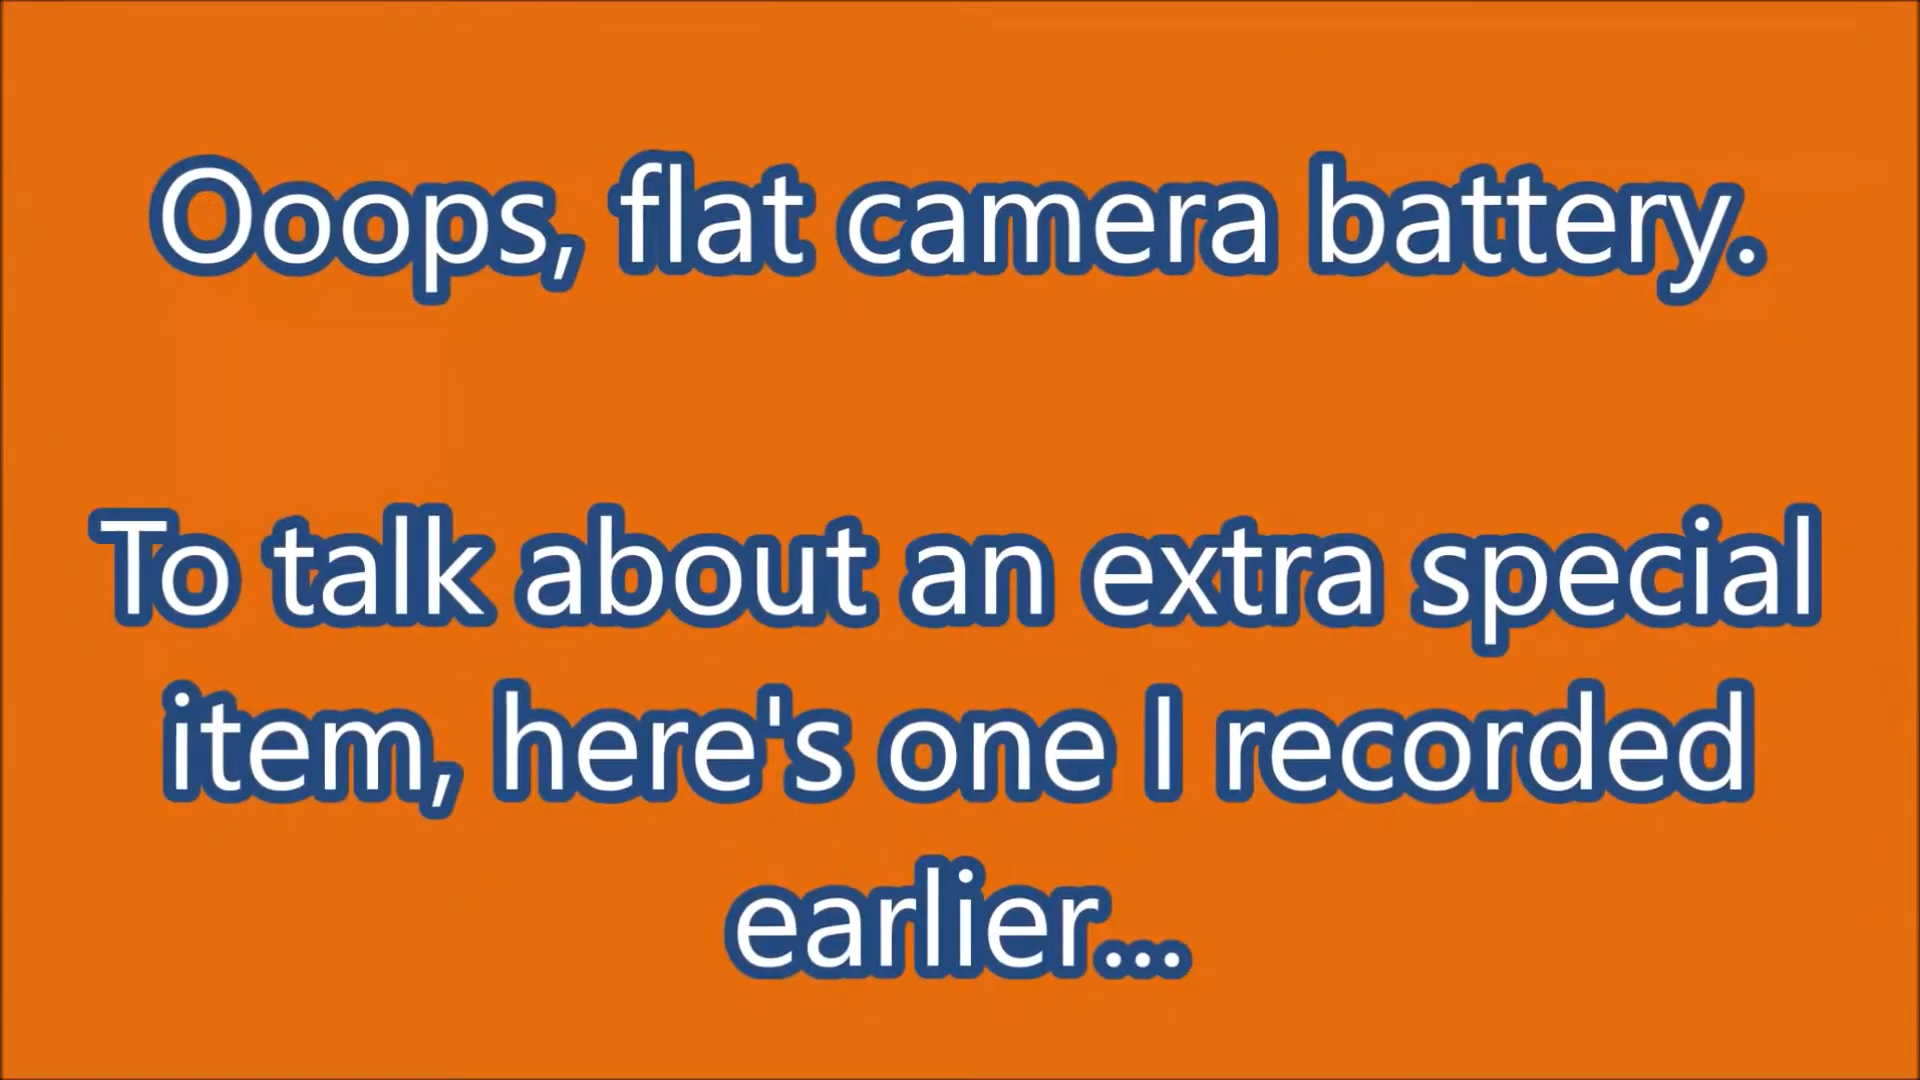 Ooops, flat camera battery.
To talk about an extra special
item, here's one I recorded
earlier...